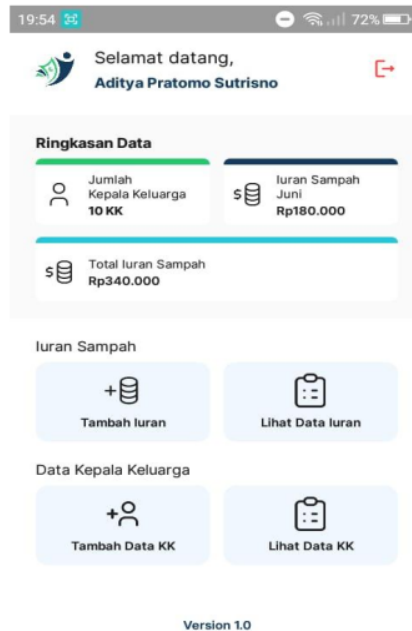 19:54
72%
Selamat datang,
Aditya Pratomo Sutrisno
Ringkasan Data
Jumlah
Kepala Keluarga
10 KK
Iuran Sampah
Juni
Rp180.000
Total Iuran Sampah
Rp340.000
Iuran Sampah
Tambah Iuran
Lihat Data Iuran
Data Kepala Keluarga
Tambah Data KK
Lihat Data KK
Version 1.0